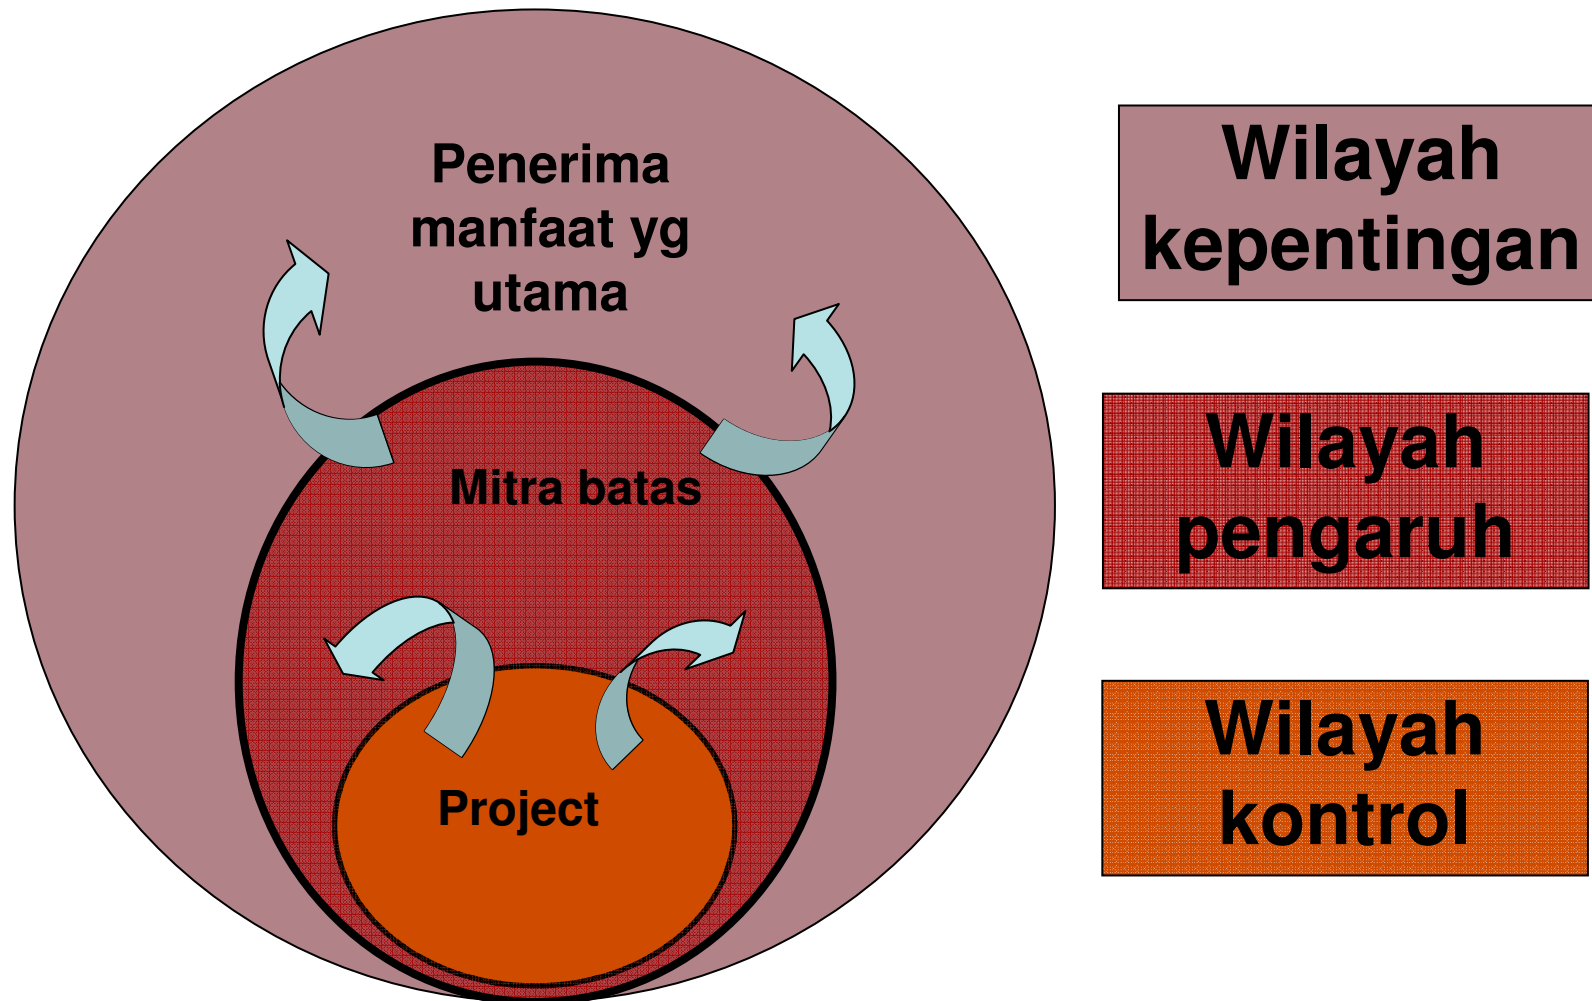 Penerima
manfaat yg
utama
Mitra batas
Project
Wilayah
kepentingan
Wilayah
pengaruh
Wilayah
kontrol